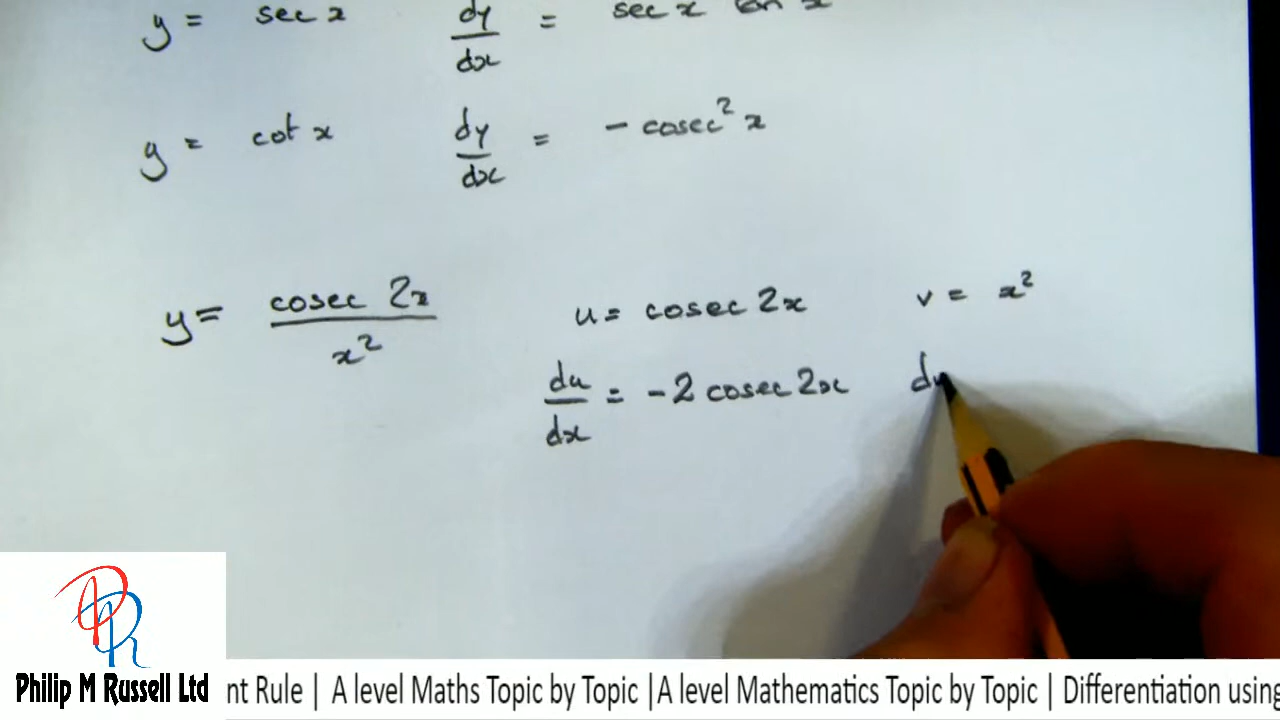 y = sec x dy/dx = sec x tan x
y = cot x dy/dx = - cosec² x
y = cosec 2x / x² u = cosec 2x v = x²
du/dx = -2 cosec 2x d
Philip M Russell Ltd
nt Rule | A level Maths Topic by Topic |A level Mathematics Topic by Topic | Differentiation using